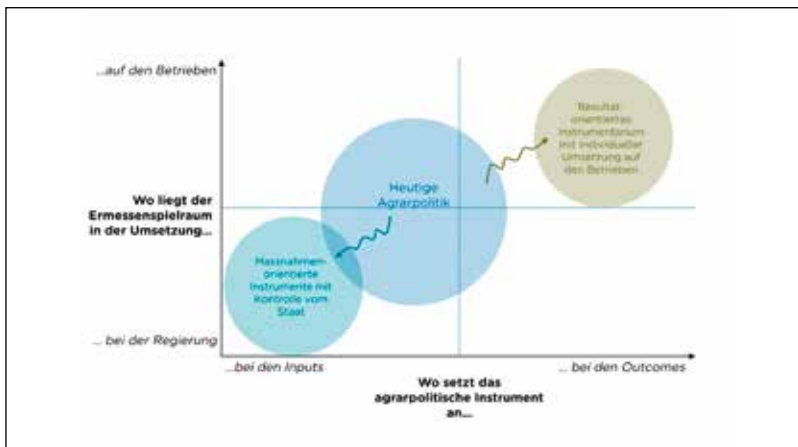 ...auf den Betrieben
Resultat-
orientiertes
Instrumentarium
mit individueller
Umsetzung auf
den Betrieben
Heutige
Agrarpolitik
Wo liegt der
Ermessenspielraum
in der Umsetzung...
Massnahmen-
orientierte
Instrumente mit
Kontrolle vom
Staat
... bei der Regierung
...bei den Inputs
... bei den Outcomes
Wo setzt das
agrarpolitische Instrument
an...